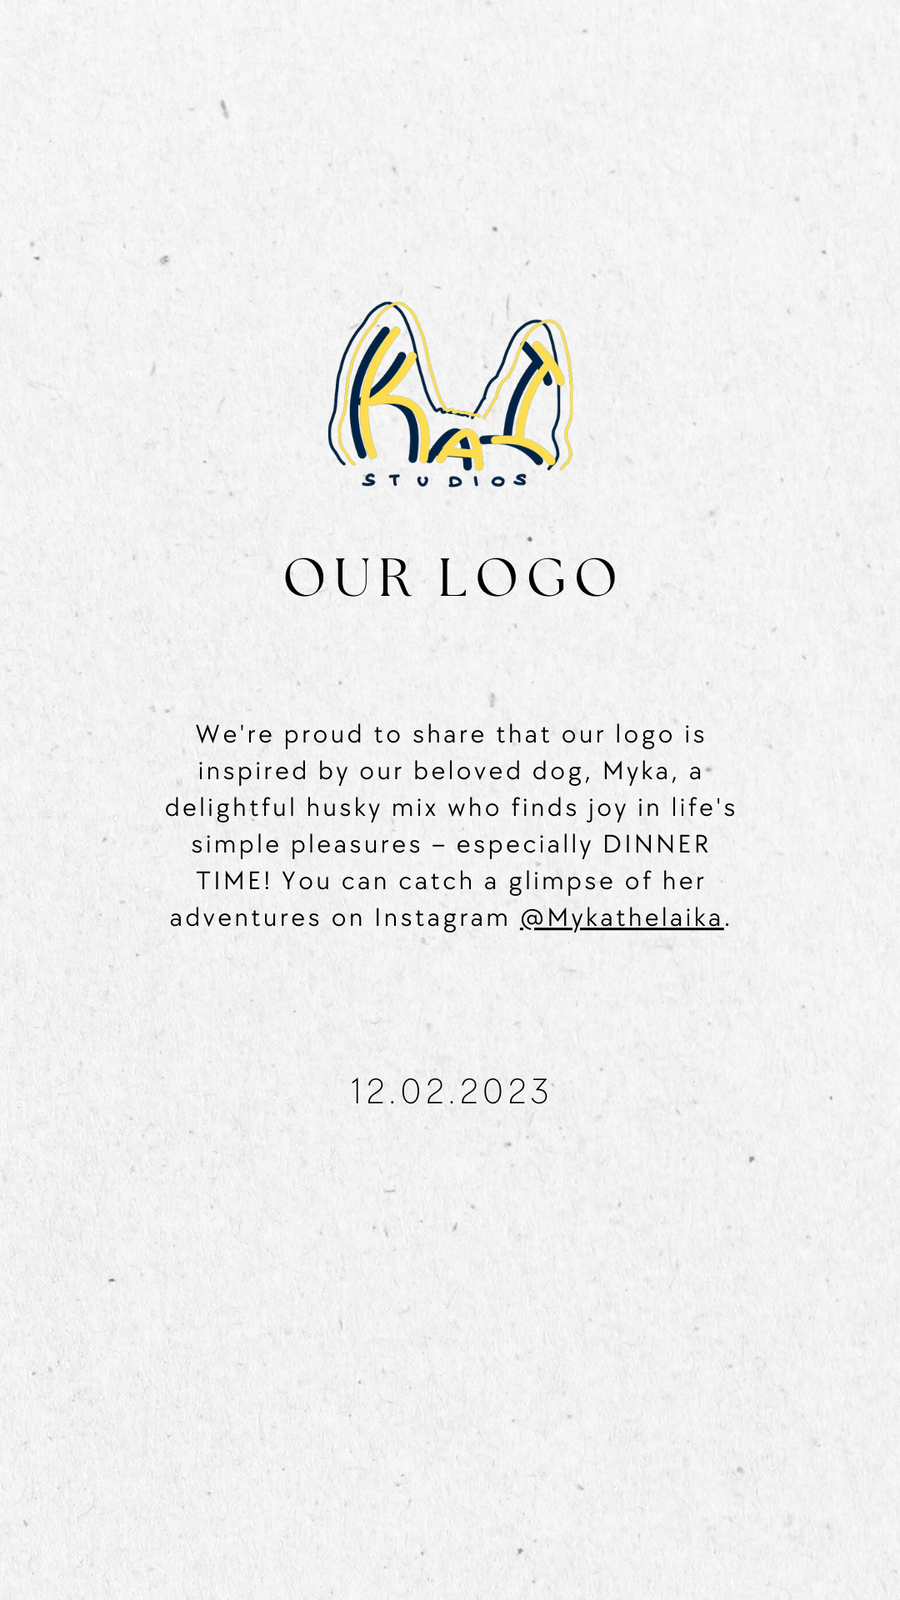 KAI
STUDIOS
OUR LOGO
We're proud to share that our logo is
inspired by our beloved dog, Myka, a
delightful husky mix who finds joy in life's
simple pleasures – especially DINNER
TIME! You can catch a glimpse of her
adventures on Instagram @Mykathelaika.
12.02.2023